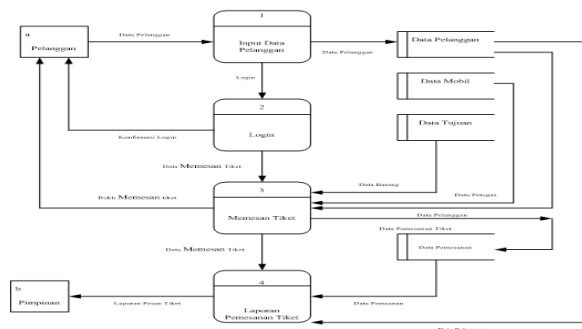 1
a
Pelanggan
Data Pelanggan
Input Data
Pelanggan
Data Pelanggan
Data Pelanggan
Login
Data Mobil
2
Login
Konfirmasi Login
Data Tujuan
Data Memesan Tiket
3
Memesan Tiket
Data Barang
Data Petugas
Bukti Memesan tiket
Data Pelanggan
Data Pemesanan Tiket
Data Memesan Tiket
Data Pemesanan
4
Laporan
Pemesanan Tiket
b
Pimpinan
Laporan Pesan Tiket
Data Pemesanan